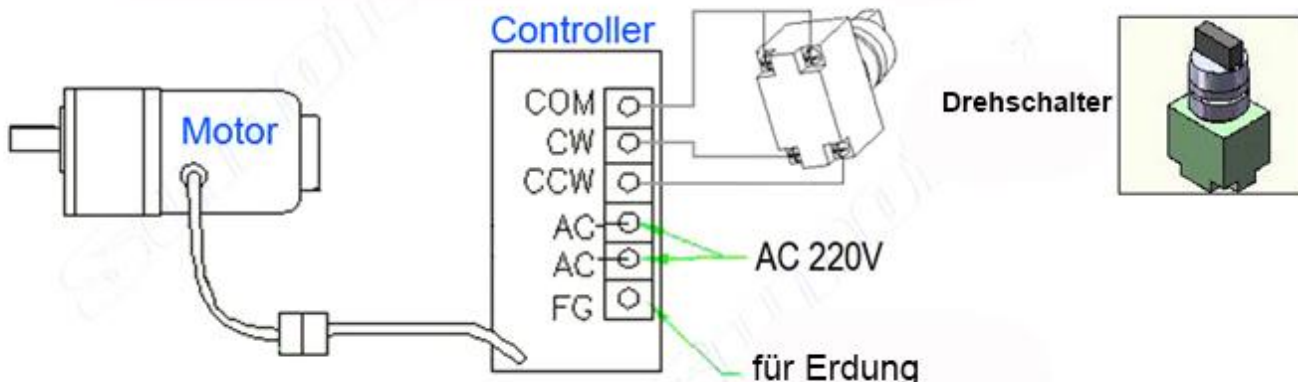 Controller
Motor
COM
CW
CCW
AC
AC
FG
AC 220V
für Erdung
Drehschalter